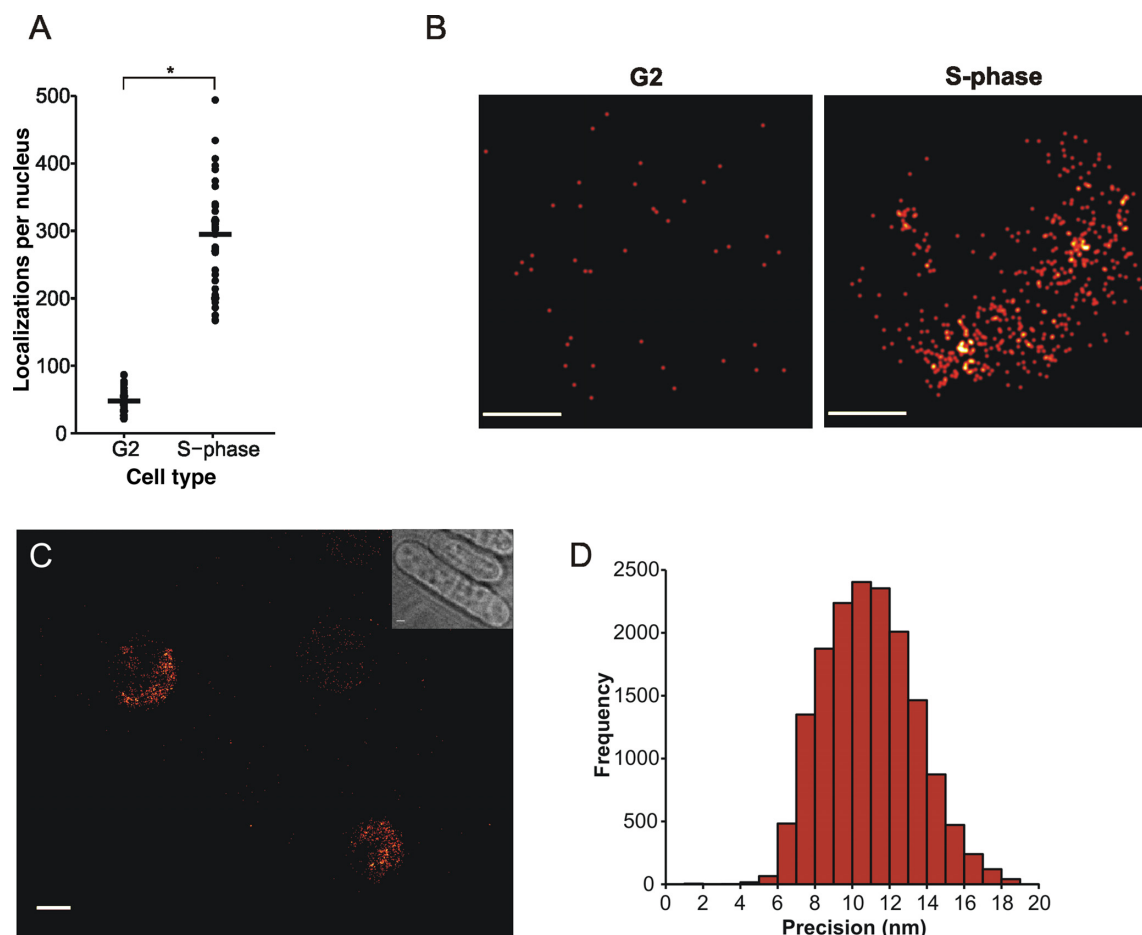 A
*
500
400
300
200
100
0
Localizations per nucleus
G2
S−phase
Cell type
B
G2
S-phase
C
D
2500
2000
1500
1000
500
0
Frequency
0 2 4 6 8 10 12 14 16 18 20
Precision (nm)